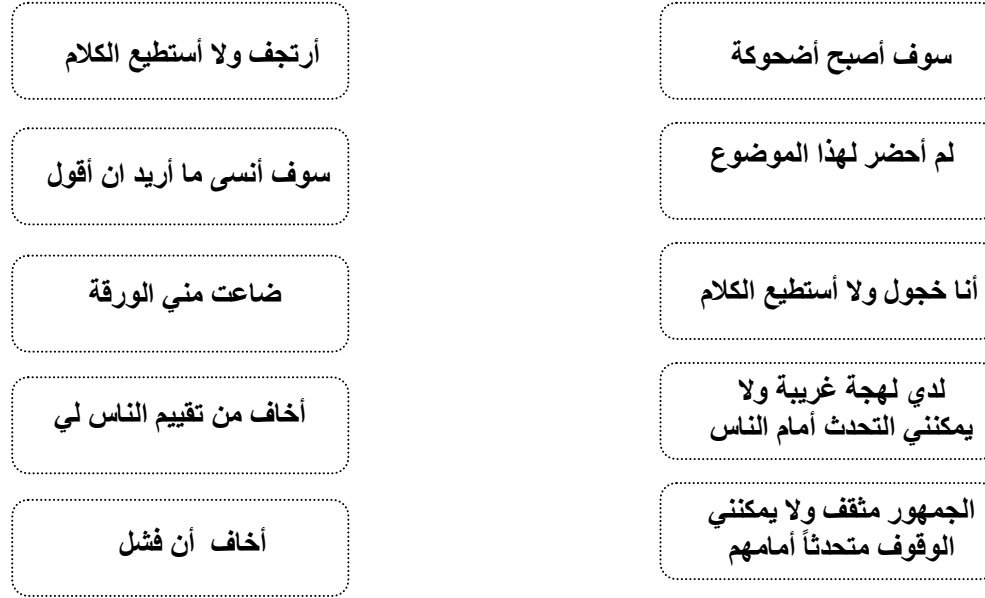 سوف أصبح أضحوكة
لم أحضر لهذا الموضوع
أنا خجول ولا أستطيع الكلام
لدي لهجة غريبة ولا
يمكنني التحدث أمام الناس
الجمهور مثقف ولا يمكنني
الوقوف متحدثاً أمامهم
أرتجف ولا أستطيع الكلام
سوف أنسى ما أريد ان أقول
ضاعت مني الورقة
أخاف من تقييم الناس لي
أخاف أن فشل